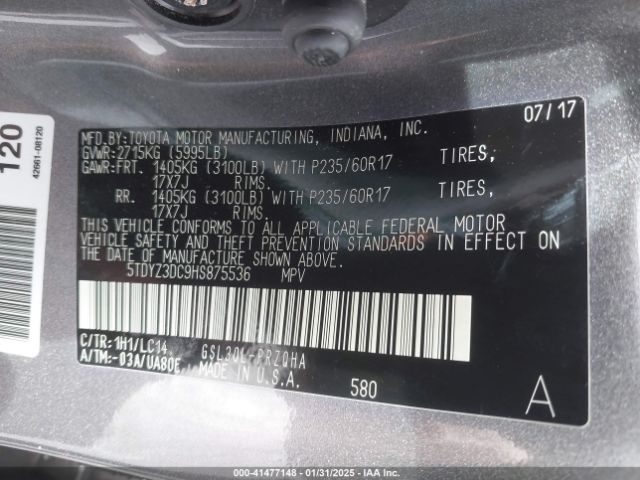 07/17
MFD.BY:TOYOTA MOTOR MANUFACTURING, INDIANA, INC.
GVWR:2715KG (5995LB)
GAWR:FRT. 1405KG (3100LB) WITH P235/60R17 TIRES,
17X7J RIMS.
RR. 1405KG (3100LB) WITH P235/60R17 TIRES,
17X7J RIMS.
THIS VEHICLE CONFORMS TO ALL APPLICABLE FEDERAL MOTOR
VEHICLE SAFETY AND THEFT PREVENTION STANDARDS IN EFFECT ON
THE DATE OF MANUFACTURE SHOWN ABOVE.
5TDYZ3DC9HS875536 MPV
C/TR:1H1/LC14
A/TM:-03A/UA80E
GSL30L-PRZQHA
MADE IN U.S.A.
580
A
120
42661-08120
000-41477148 - 01/31/2025 - IAA Inc.